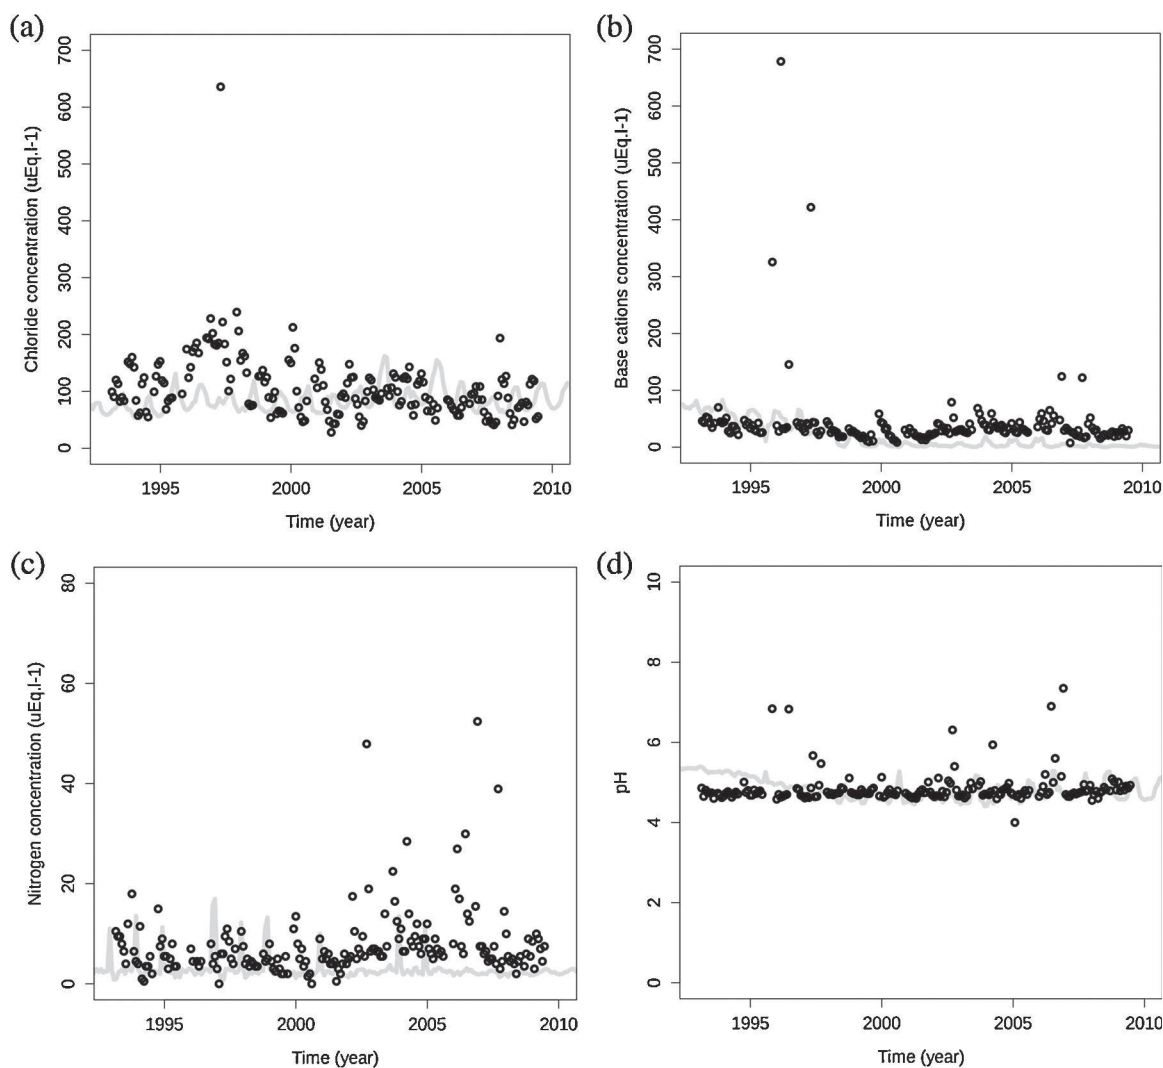 (a)
Chloride concentration (uEq.l-1)
700
600
500
400
300
200
100
0
1995 2000 2005 2010
Time (year)
(b)
Base cations concentration (uEq.l-1)
700
600
500
400
300
200
100
0
1995 2000 2005 2010
Time (year)
(c)
Nitrogen concentration (uEq.l-1)
80
60
40
20
0
1995 2000 2005 2010
Time (year)
(d)
pH
10
8
6
4
2
0
1995 2000 2005 2010
Time (year)